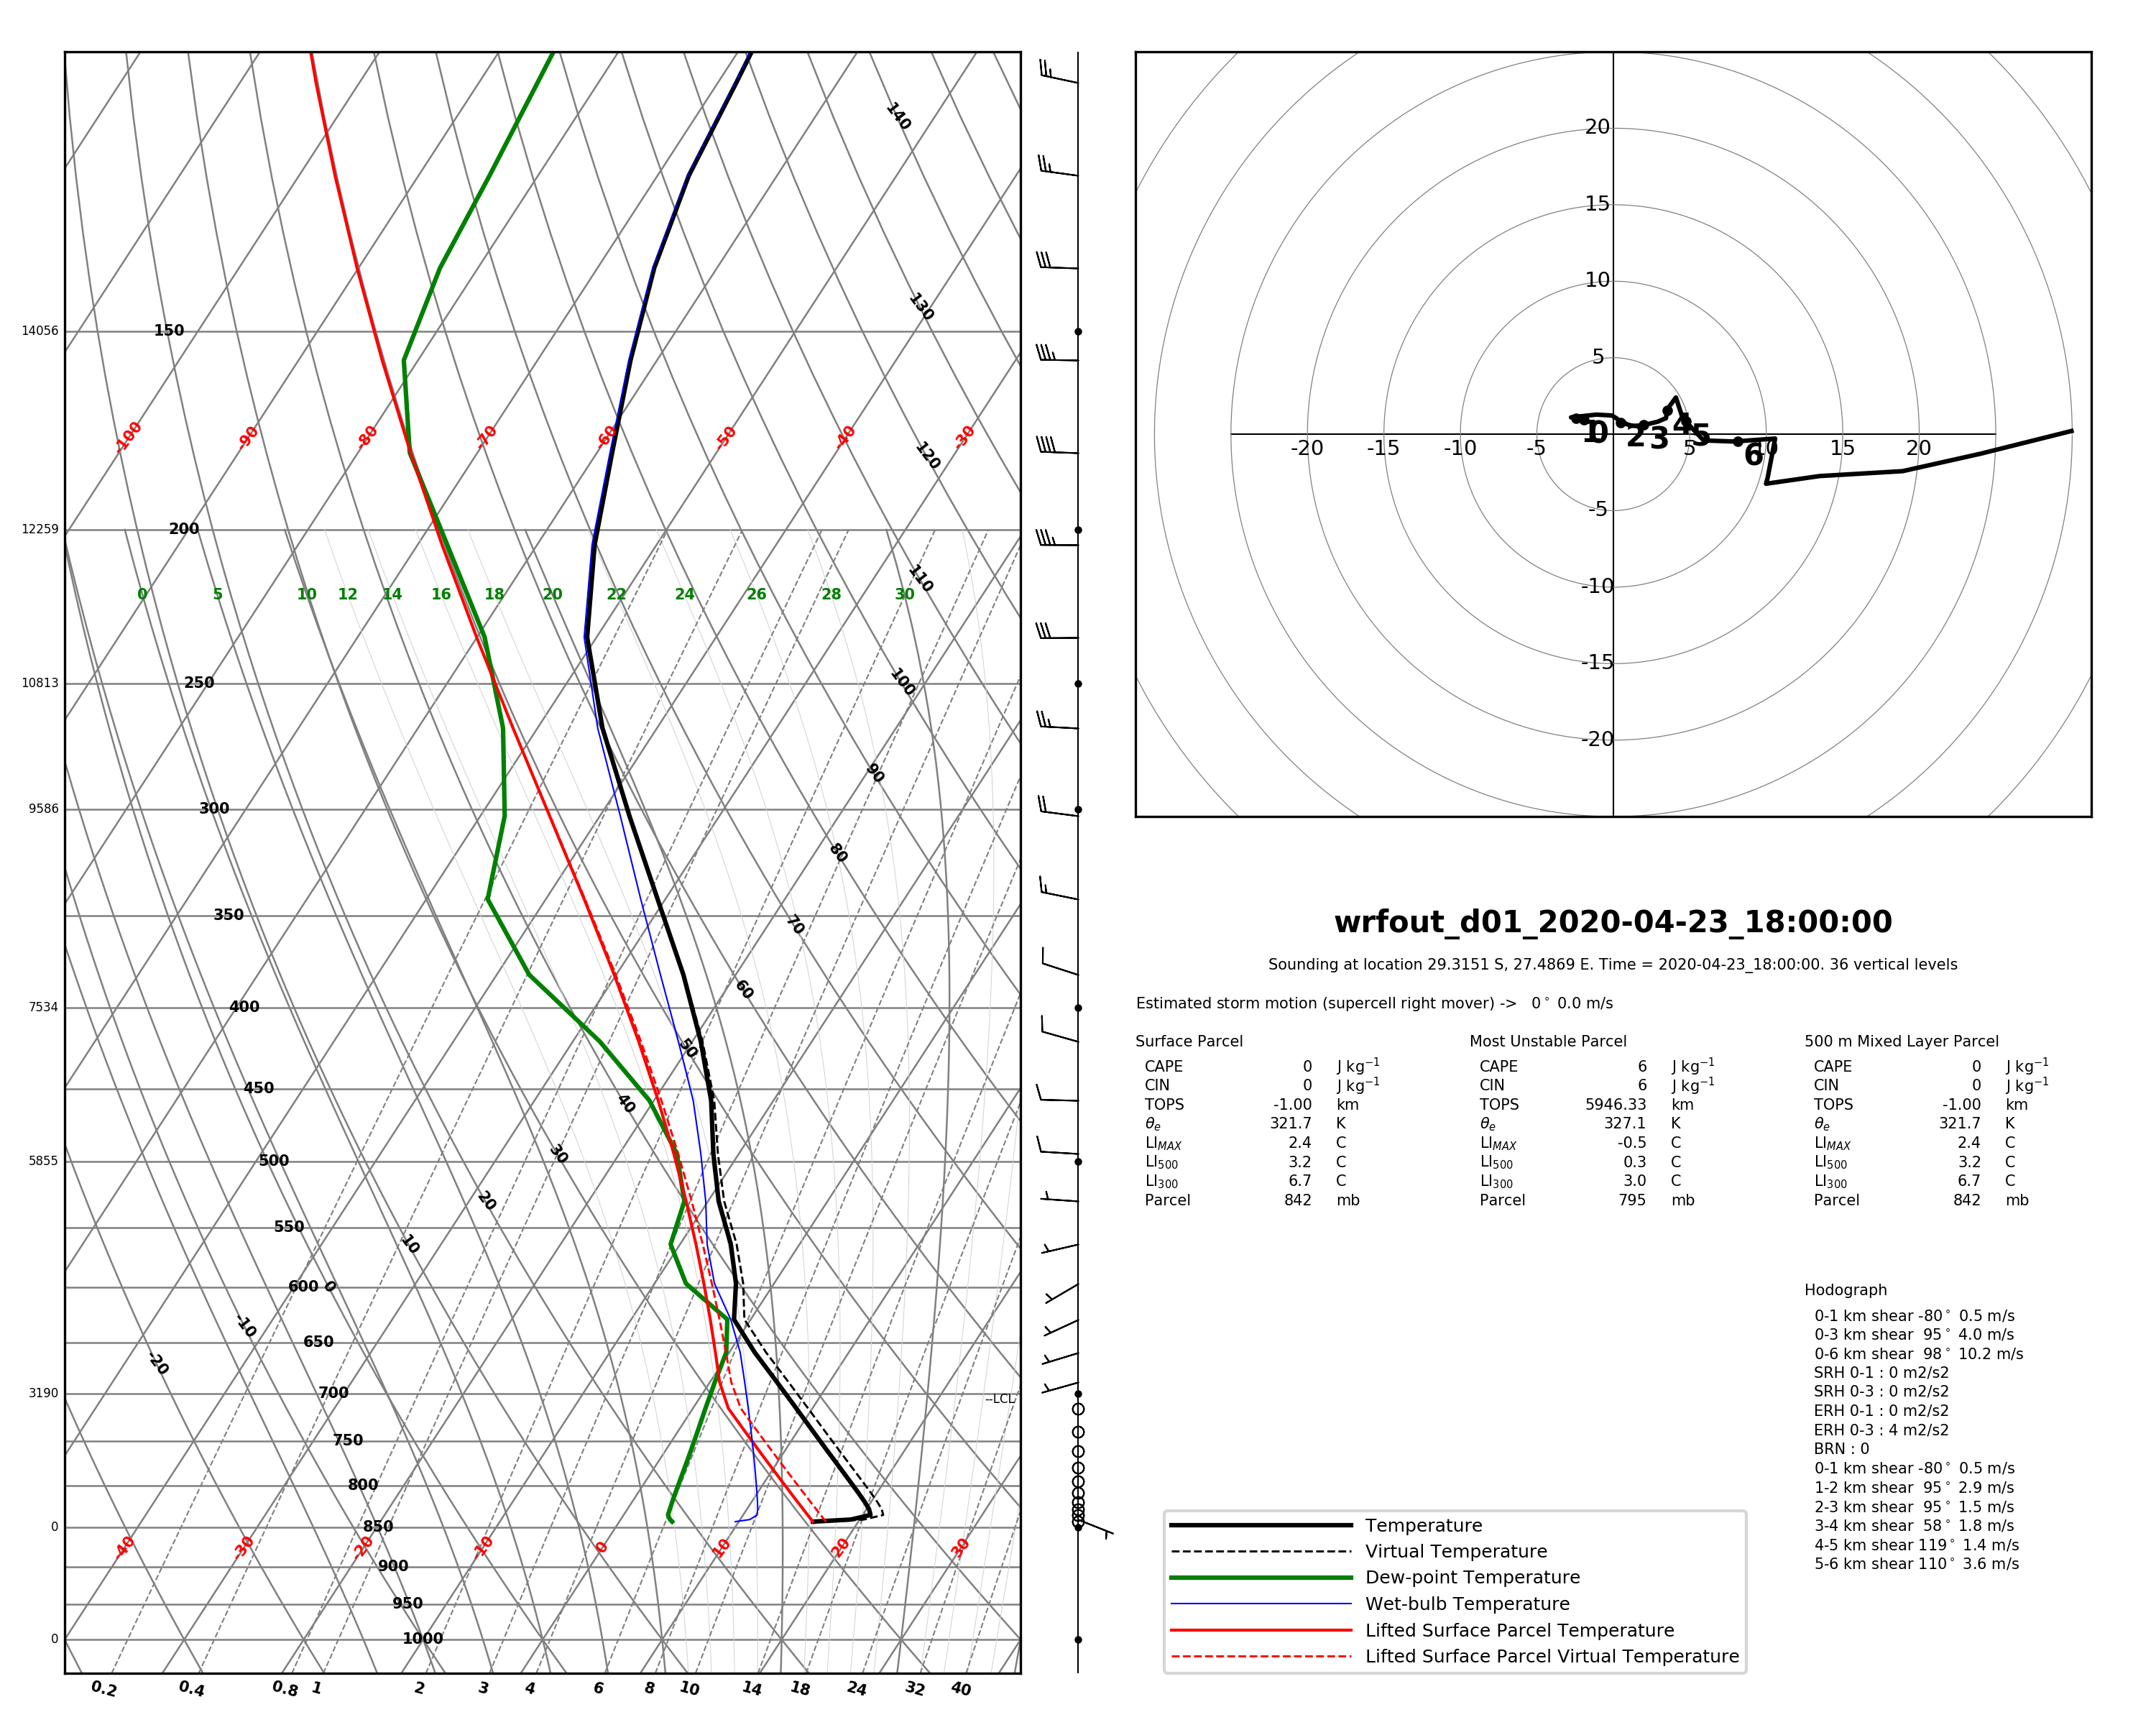 140
130
14056 150
-100 -90 -80 -70 -60 -50 -40 -30
120
12259 200
110
0 5 10 12 14 16 18 20 22 24 26 28 30
10813 250
100
90
9586 300
80
350
70
60
7534 400
50
450
40
5855 500
30
20
550
10
600 0
-10
650
-20
3190 700
--LCL
750
800
0 850
-40 -30 -20 -10 0 10 20 30
900
950
0 1000
0.2 0.4 0.8 1 2 3 4 6 8 10 14 18 24 32 40
20
15
10
5
1 0 2 3 4 5 6
-20 -15 -10 -5 5 10 15 20
-5
-10
-15
-20
wrfout_d01_2020-04-23_18:00:00
Sounding at location 29.3151 S, 27.4869 E. Time = 2020-04-23_18:00:00. 36 vertical levels
Estimated storm motion (supercell right mover) -> 0° 0.0 m/s
Surface Parcel
CAPE 0 J kg⁻¹
CIN 0 J kg⁻¹
TOPS -1.00 km
θₑ 321.7 K
LI_MAX 2.4 C
LI₅₀₀ 3.2 C
LI₃₀₀ 6.7 C
Parcel 842 mb
Most Unstable Parcel
CAPE 6 J kg⁻¹
CIN 6 J kg⁻¹
TOPS 5946.33 km
θₑ 327.1 K
LI_MAX -0.5 C
LI₅₀₀ 0.3 C
LI₃₀₀ 3.0 C
Parcel 795 mb
500 m Mixed Layer Parcel
CAPE 0 J kg⁻¹
CIN 0 J kg⁻¹
TOPS -1.00 km
θₑ 321.7 K
LI_MAX 2.4 C
LI₅₀₀ 3.2 C
LI₃₀₀ 6.7 C
Parcel 842 mb
Hodograph
0-1 km shear -80° 0.5 m/s
0-3 km shear 95° 4.0 m/s
0-6 km shear 98° 10.2 m/s
SRH 0-1 : 0 m2/s2
SRH 0-3 : 0 m2/s2
ERH 0-1 : 0 m2/s2
ERH 0-3 : 4 m2/s2
BRN : 0
0-1 km shear -80° 0.5 m/s
1-2 km shear 95° 2.9 m/s
2-3 km shear 95° 1.5 m/s
3-4 km shear 58° 1.8 m/s
4-5 km shear 119° 1.4 m/s
5-6 km shear 110° 3.6 m/s
Temperature
Virtual Temperature
Dew-point Temperature
Wet-bulb Temperature
Lifted Surface Parcel Temperature
Lifted Surface Parcel Virtual Temperature